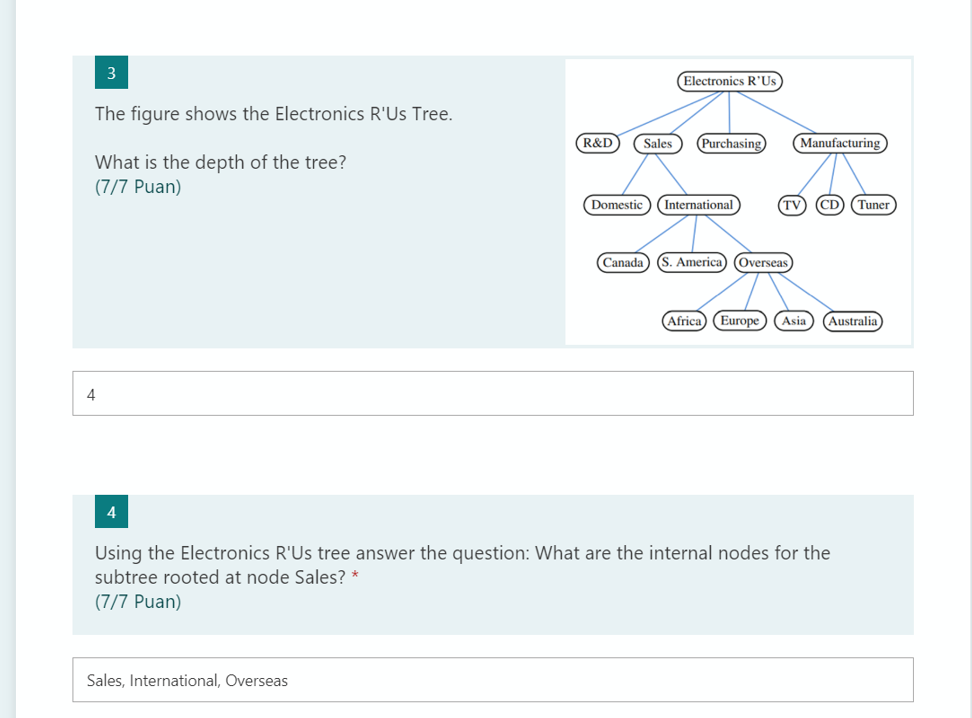 3
The figure shows the Electronics R'Us Tree.
What is the depth of the tree?
(7/7 Puan)
Electronics R'Us
R&D Sales Purchasing Manufacturing
Domestic International TV CD Tuner
Canada S. America Overseas
Africa Europe Asia Australia
4
4
Using the Electronics R'Us tree answer the question: What are the internal nodes for the
subtree rooted at node Sales? *
(7/7 Puan)
Sales, International, Overseas